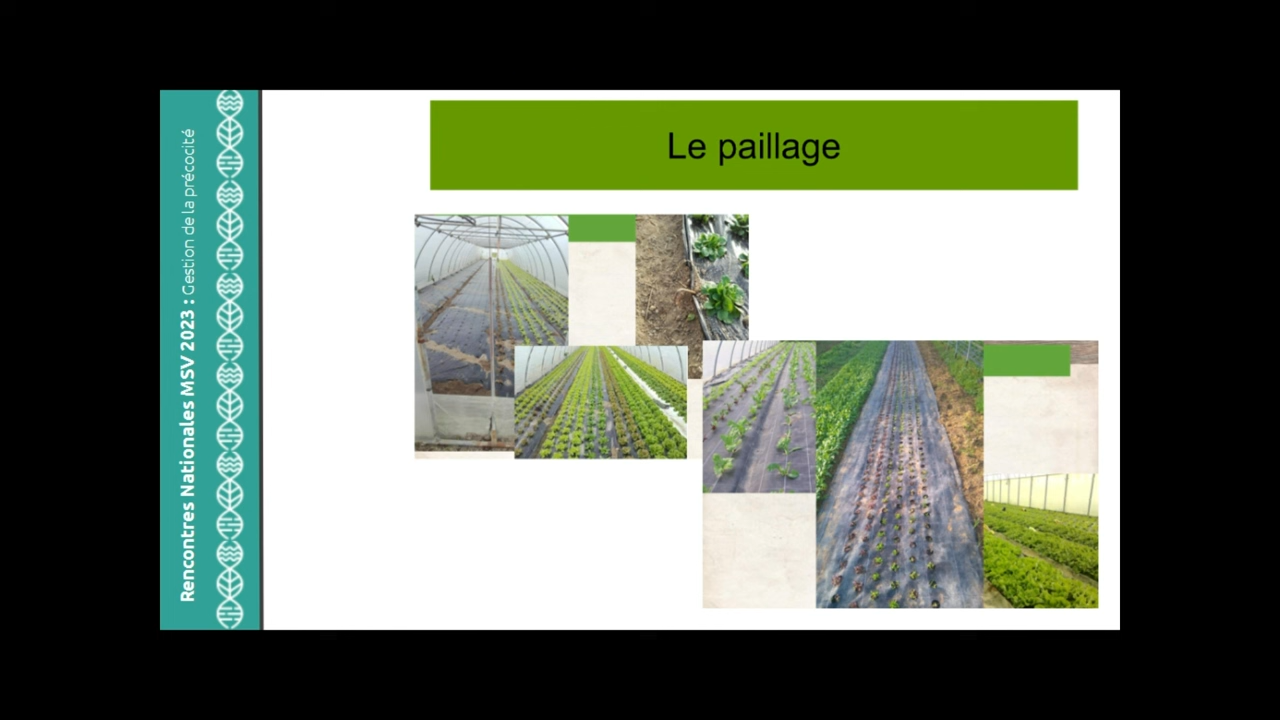 Rencontres Nationales MSV 2023 : Gestion de la précocité
Le paillage